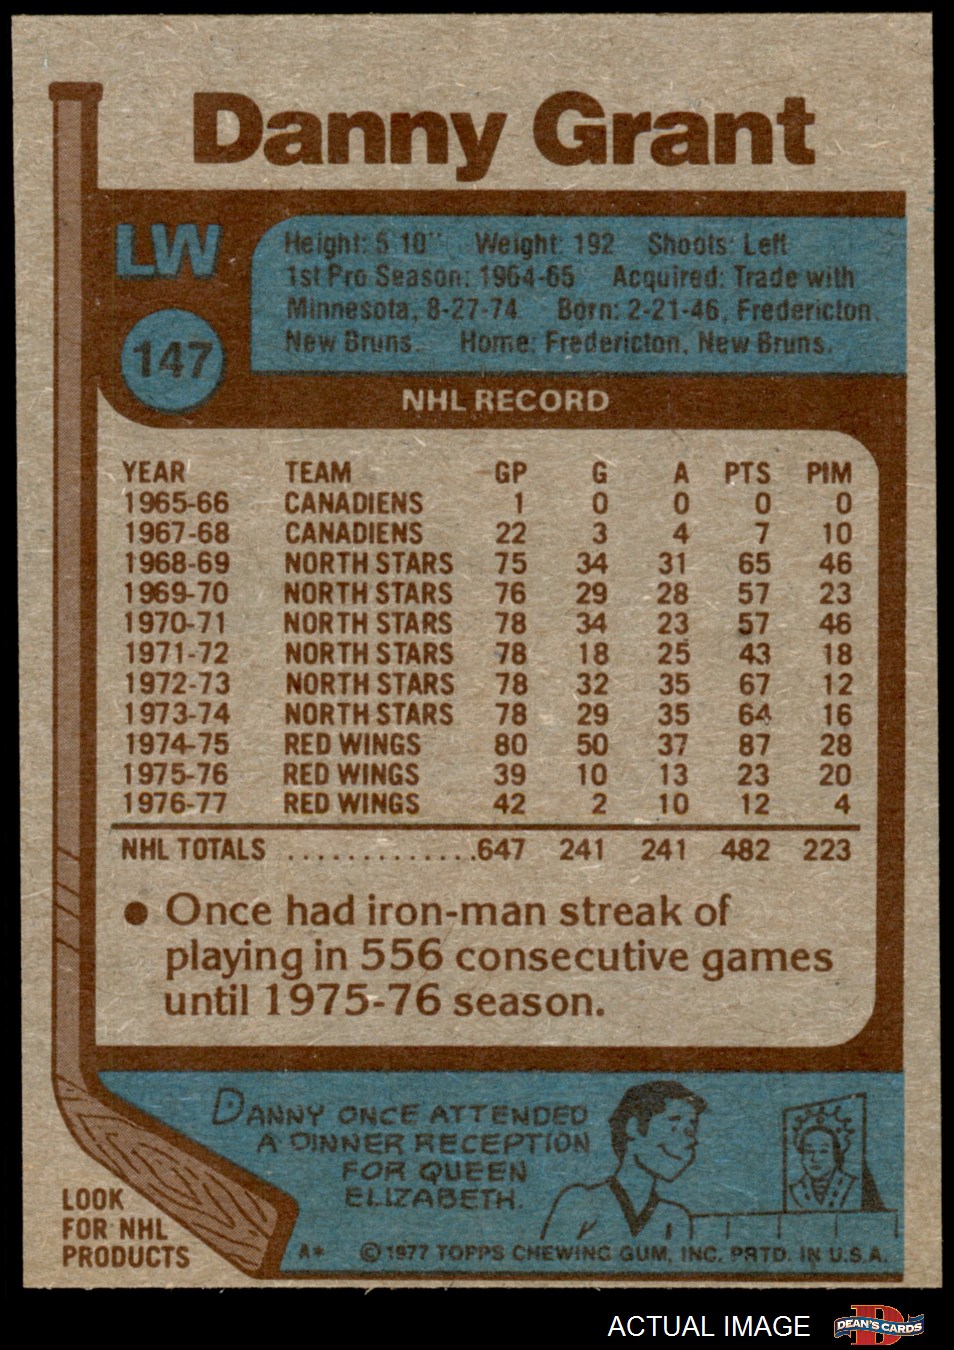 Danny Grant
LW
147
Height: 5'10" Weight: 192 Shoots: Left
1st Pro Season: 1964-65 Acquired: Trade with
Minnesota, 8-27-74 Born: 2-21-46, Fredericton,
New Bruns. Home: Fredericton, New Bruns.
NHL RECORD
YEAR TEAM GP G A PTS PIM
1965-66 CANADIENS 1 0 0 0 0
1967-68 CANADIENS 22 3 4 7 10
1968-69 NORTH STARS 75 34 31 65 46
1969-70 NORTH STARS 76 29 28 57 23
1970-71 NORTH STARS 78 34 23 57 46
1971-72 NORTH STARS 78 18 25 43 18
1972-73 NORTH STARS 78 32 35 67 12
1973-74 NORTH STARS 78 29 35 64 16
1974-75 RED WINGS 80 50 37 87 28
1975-76 RED WINGS 39 10 13 23 20
1976-77 RED WINGS 42 2 10 12 4
NHL TOTALS .............647 241 241 482 223
● Once had iron-man streak of
playing in 556 consecutive games
until 1975-76 season.
DANNY ONCE ATTENDED
A DINNER RECEPTION
FOR QUEEN
ELIZABETH.
LOOK
FOR NHL
PRODUCTS
A* ©1977 TOPPS CHEWING GUM, INC. PRTD. IN U.S.A.
ACTUAL IMAGE
D
DEAN'S CARDS